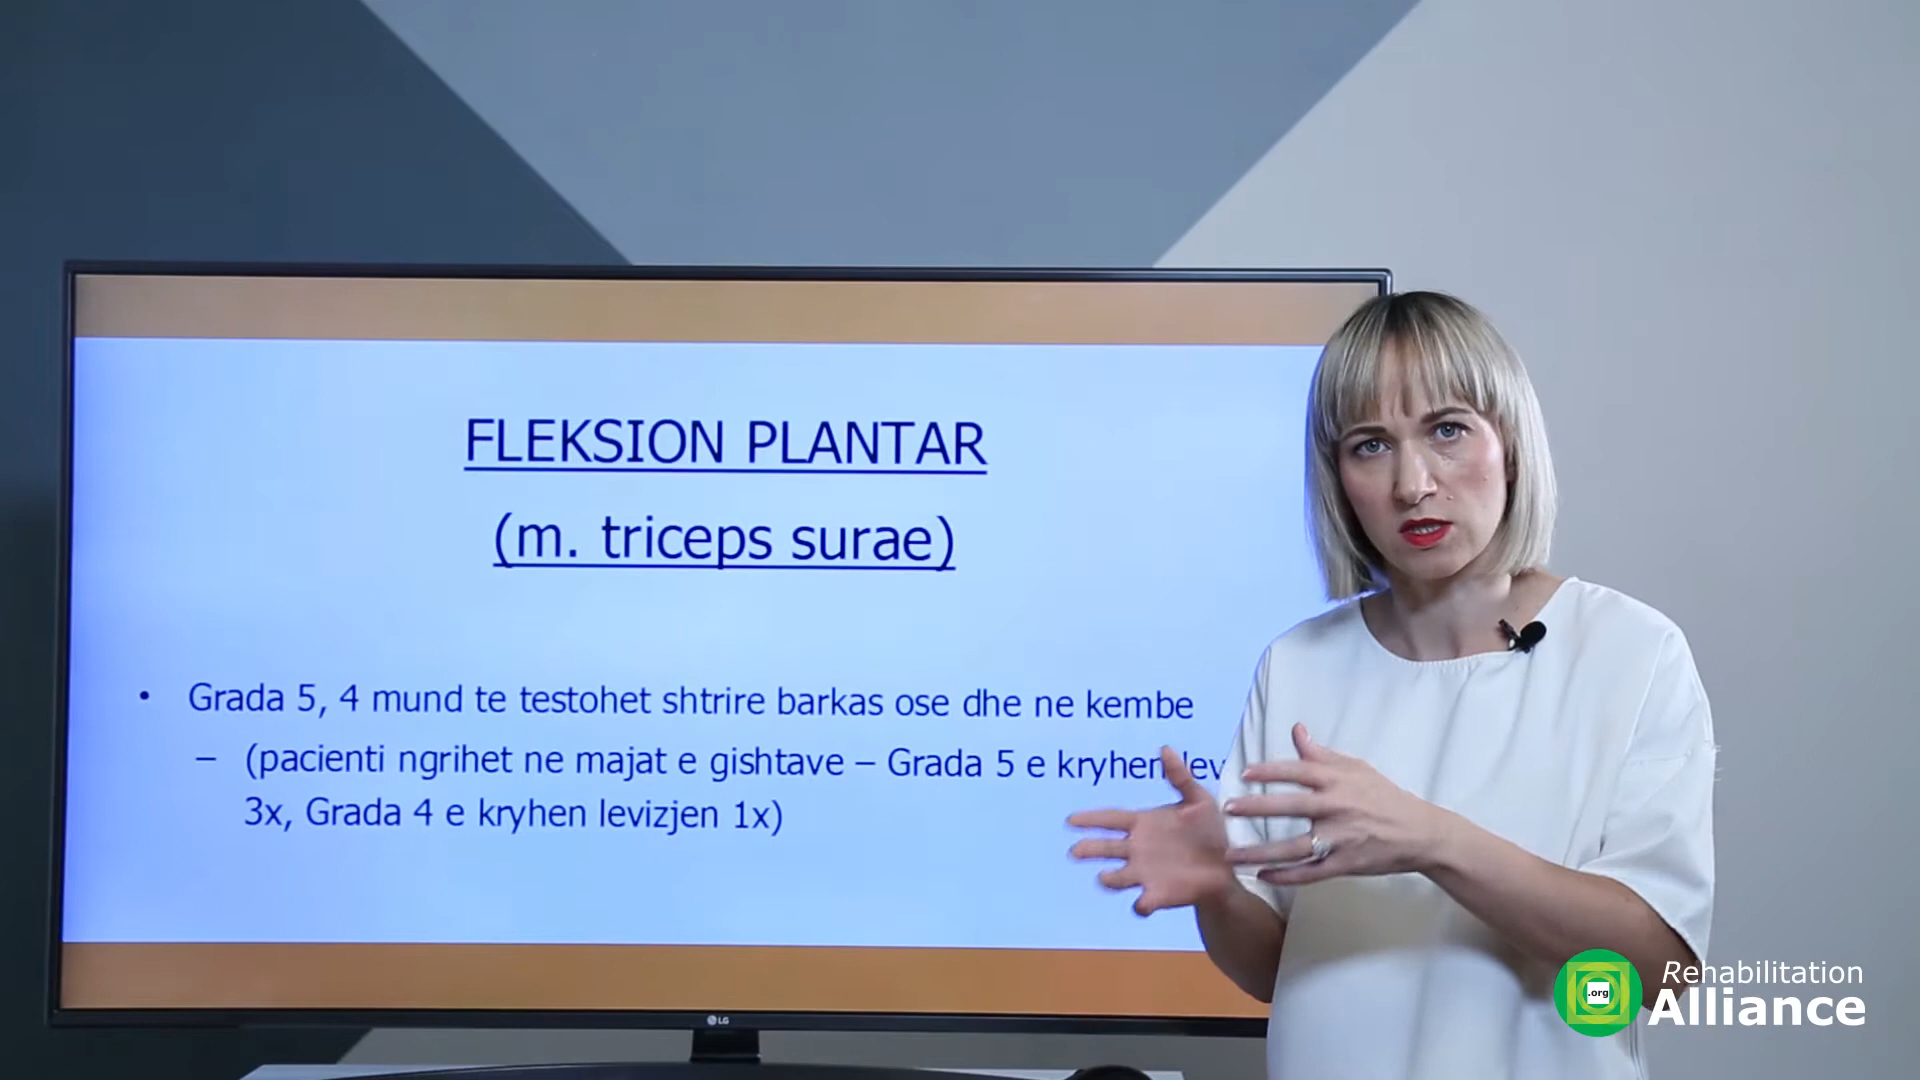 FLEKSION PLANTAR
(m. triceps surae)
• Grada 5, 4 mund te testohet shtrire barkas ose dhe ne kembe
– (pacienti ngrihet ne majat e gishtave – Grada 5 e kryhen
3x, Grada 4 e kryhen levizjen 1x)
LG
.org
Rehabilitation
Alliance